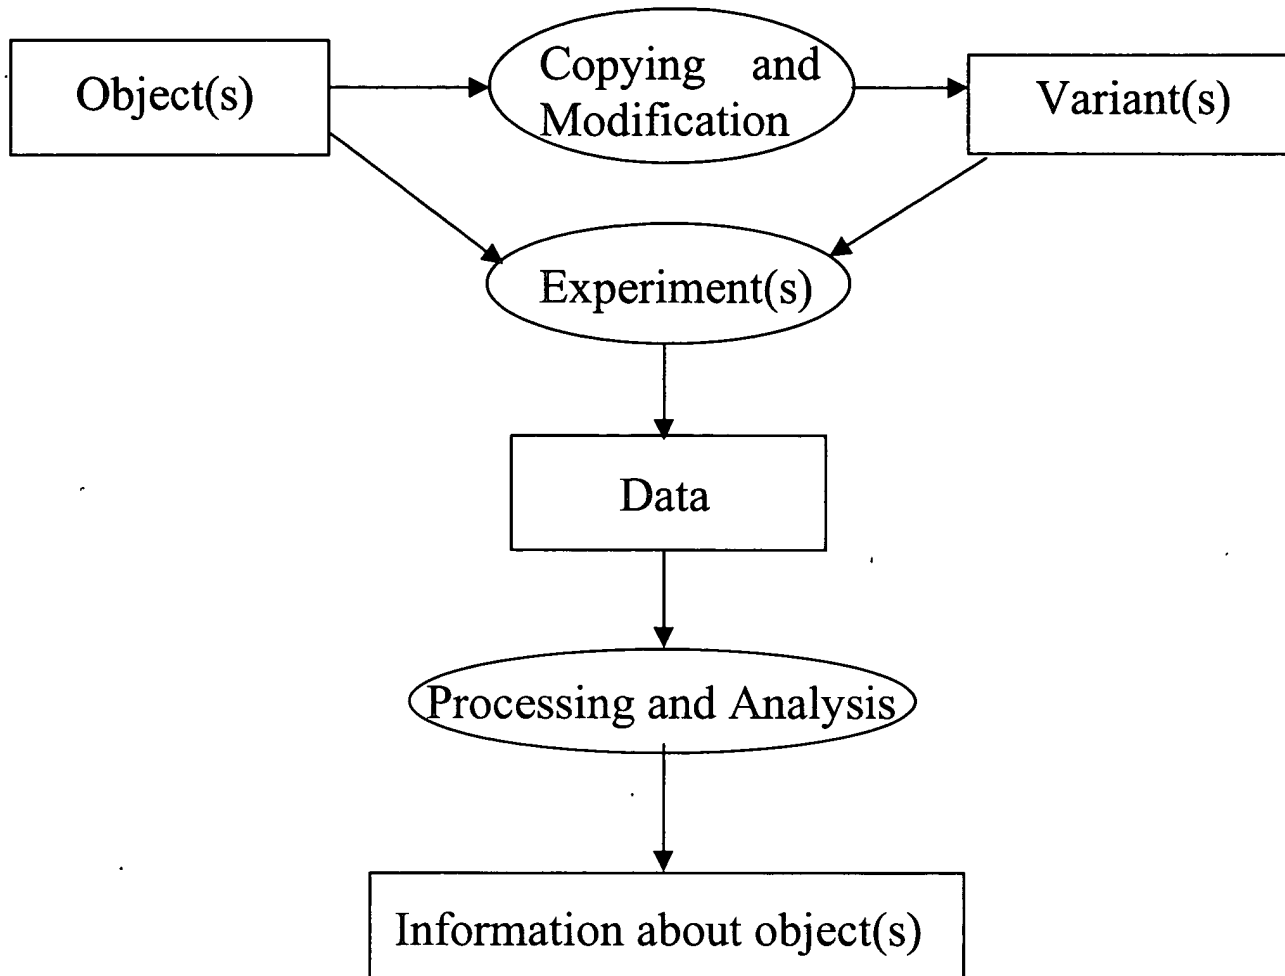 Object(s)
Copying and
Modification
Variant(s)
Experiment(s)
Data
Processing and Analysis
Information about object(s)